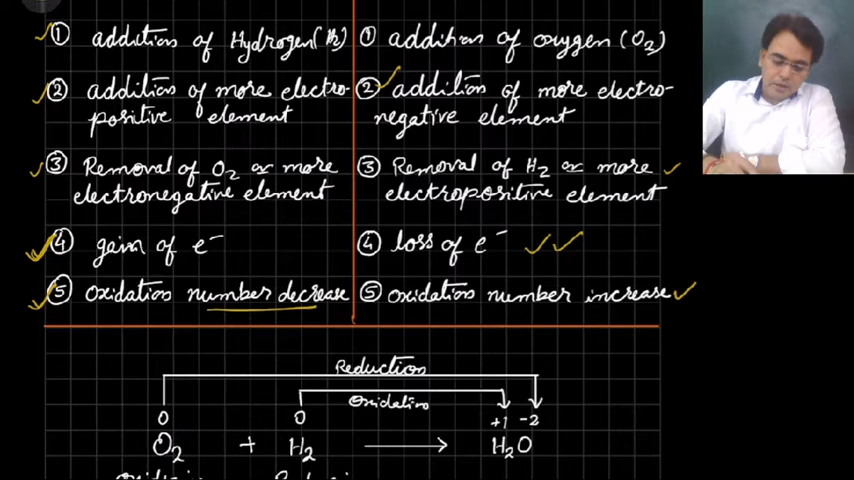 ① addition of Hydrogen (H₂)
② addition of more electro-
positive element
③ Removal of O₂ or more
electronegative element
④ gain of e⁻
⑤ oxidation number decrease
① addition of oxygen (O₂)
② addition of more electro-
negative element
③ Removal of H₂ or more
electropositive element
④ loss of e⁻
⑤ oxidation number increase
Reduction
Oxidation
0 0 +1 -2
O₂ + H₂ → H₂O